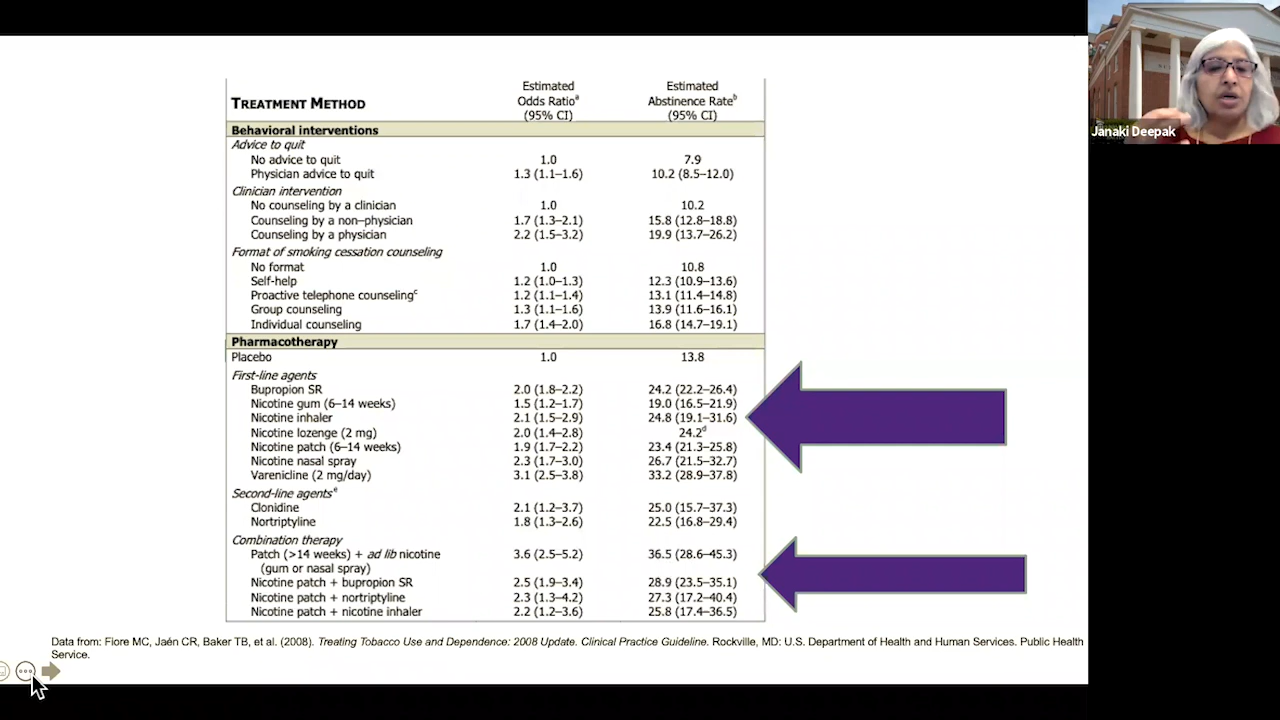 Janaki Deepak
TREATMENT METHOD Estimated Odds Ratioᵃ (95% CI) Estimated Abstinence Rateᵇ (95% CI)
Behavioral interventions
Advice to quit
No advice to quit 1.0 7.9
Physician advice to quit 1.3 (1.1–1.6) 10.2 (8.5–12.0)
Clinician intervention
No counseling by a clinician 1.0 10.2
Counseling by a non–physician 1.7 (1.3–2.1) 15.8 (12.8–18.8)
Counseling by a physician 2.2 (1.5–3.2) 19.9 (13.7–26.2)
Format of smoking cessation counseling
No format 1.0 10.8
Self-help 1.2 (1.0–1.3) 12.3 (10.9–13.6)
Proactive telephone counselingᶜ 1.2 (1.1–1.4) 13.1 (11.4–14.8)
Group counseling 1.3 (1.1–1.6) 13.9 (11.6–16.1)
Individual counseling 1.7 (1.4–2.0) 16.8 (14.7–19.1)
Pharmacotherapy
Placebo 1.0 13.8
First-line agents
Bupropion SR 2.0 (1.8–2.2) 24.2 (22.2–26.4)
Nicotine gum (6–14 weeks) 1.5 (1.2–1.7) 19.0 (16.5–21.9)
Nicotine inhaler 2.1 (1.5–2.9) 24.8 (19.1–31.6)
Nicotine lozenge (2 mg) 2.0 (1.4–2.8) 24.2ᵈ
Nicotine patch (6–14 weeks) 1.9 (1.7–2.2) 23.4 (21.3–25.8)
Nicotine nasal spray 2.3 (1.7–3.0) 26.7 (21.5–32.7)
Varenicline (2 mg/day) 3.1 (2.5–3.8) 33.2 (28.9–37.8)
Second-line agentsᵉ
Clonidine 2.1 (1.2–3.7) 25.0 (15.7–37.3)
Nortriptyline 1.8 (1.3–2.6) 22.5 (16.8–29.4)
Combination therapy
Patch (>14 weeks) + ad lib nicotine 3.6 (2.5–5.2) 36.5 (28.6–45.3)
(gum or nasal spray)
Nicotine patch + bupropion SR 2.5 (1.9–3.4) 28.9 (23.5–35.1)
Nicotine patch + nortriptyline 2.3 (1.3–4.2) 27.3 (17.2–40.4)
Nicotine patch + nicotine inhaler 2.2 (1.2–3.6) 25.8 (17.4–36.5)
Data from: Fiore MC, Jaén CR, Baker TB, et al. (2008). Treating Tobacco Use and Dependence: 2008 Update. Clinical Practice Guideline. Rockville, MD: U.S. Department of Health and Human Services. Public Health
Service.